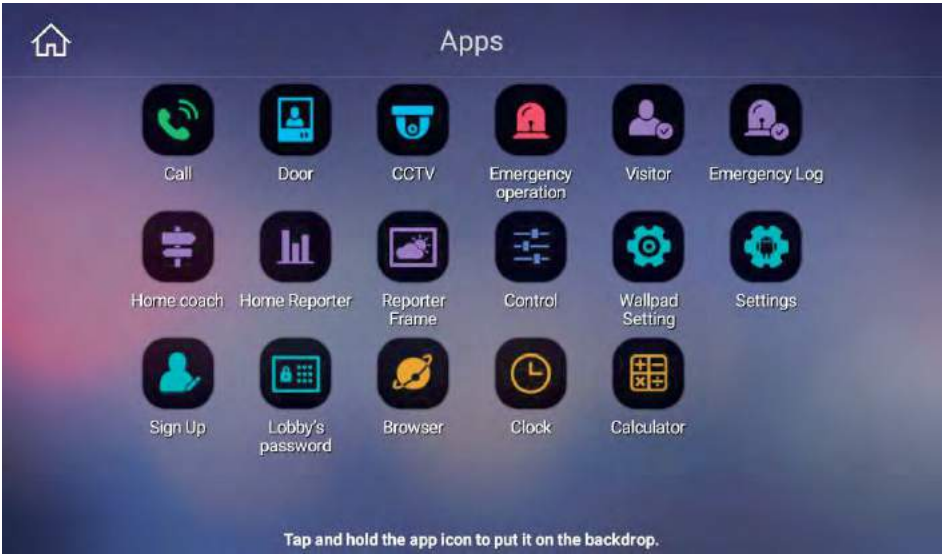 Apps
Call
Door
CCTV
Emergency
operation
Visitor
Emergency Log
Home coach
Home Reporter
Reporter
Frame
Control
Wallpad
Setting
Settings
Sign Up
Lobby's
password
Browser
Clock
Calculator
Tap and hold the app icon to put it on the backdrop.